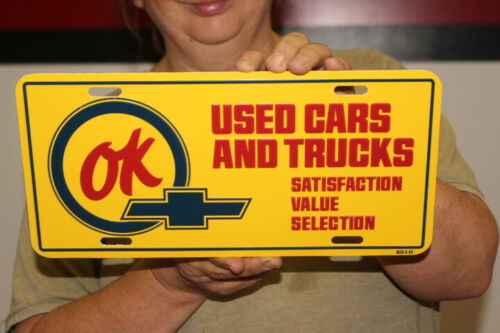 OK
USED CARS
AND TRUCKS
SATISFACTION
VALUE
SELECTION